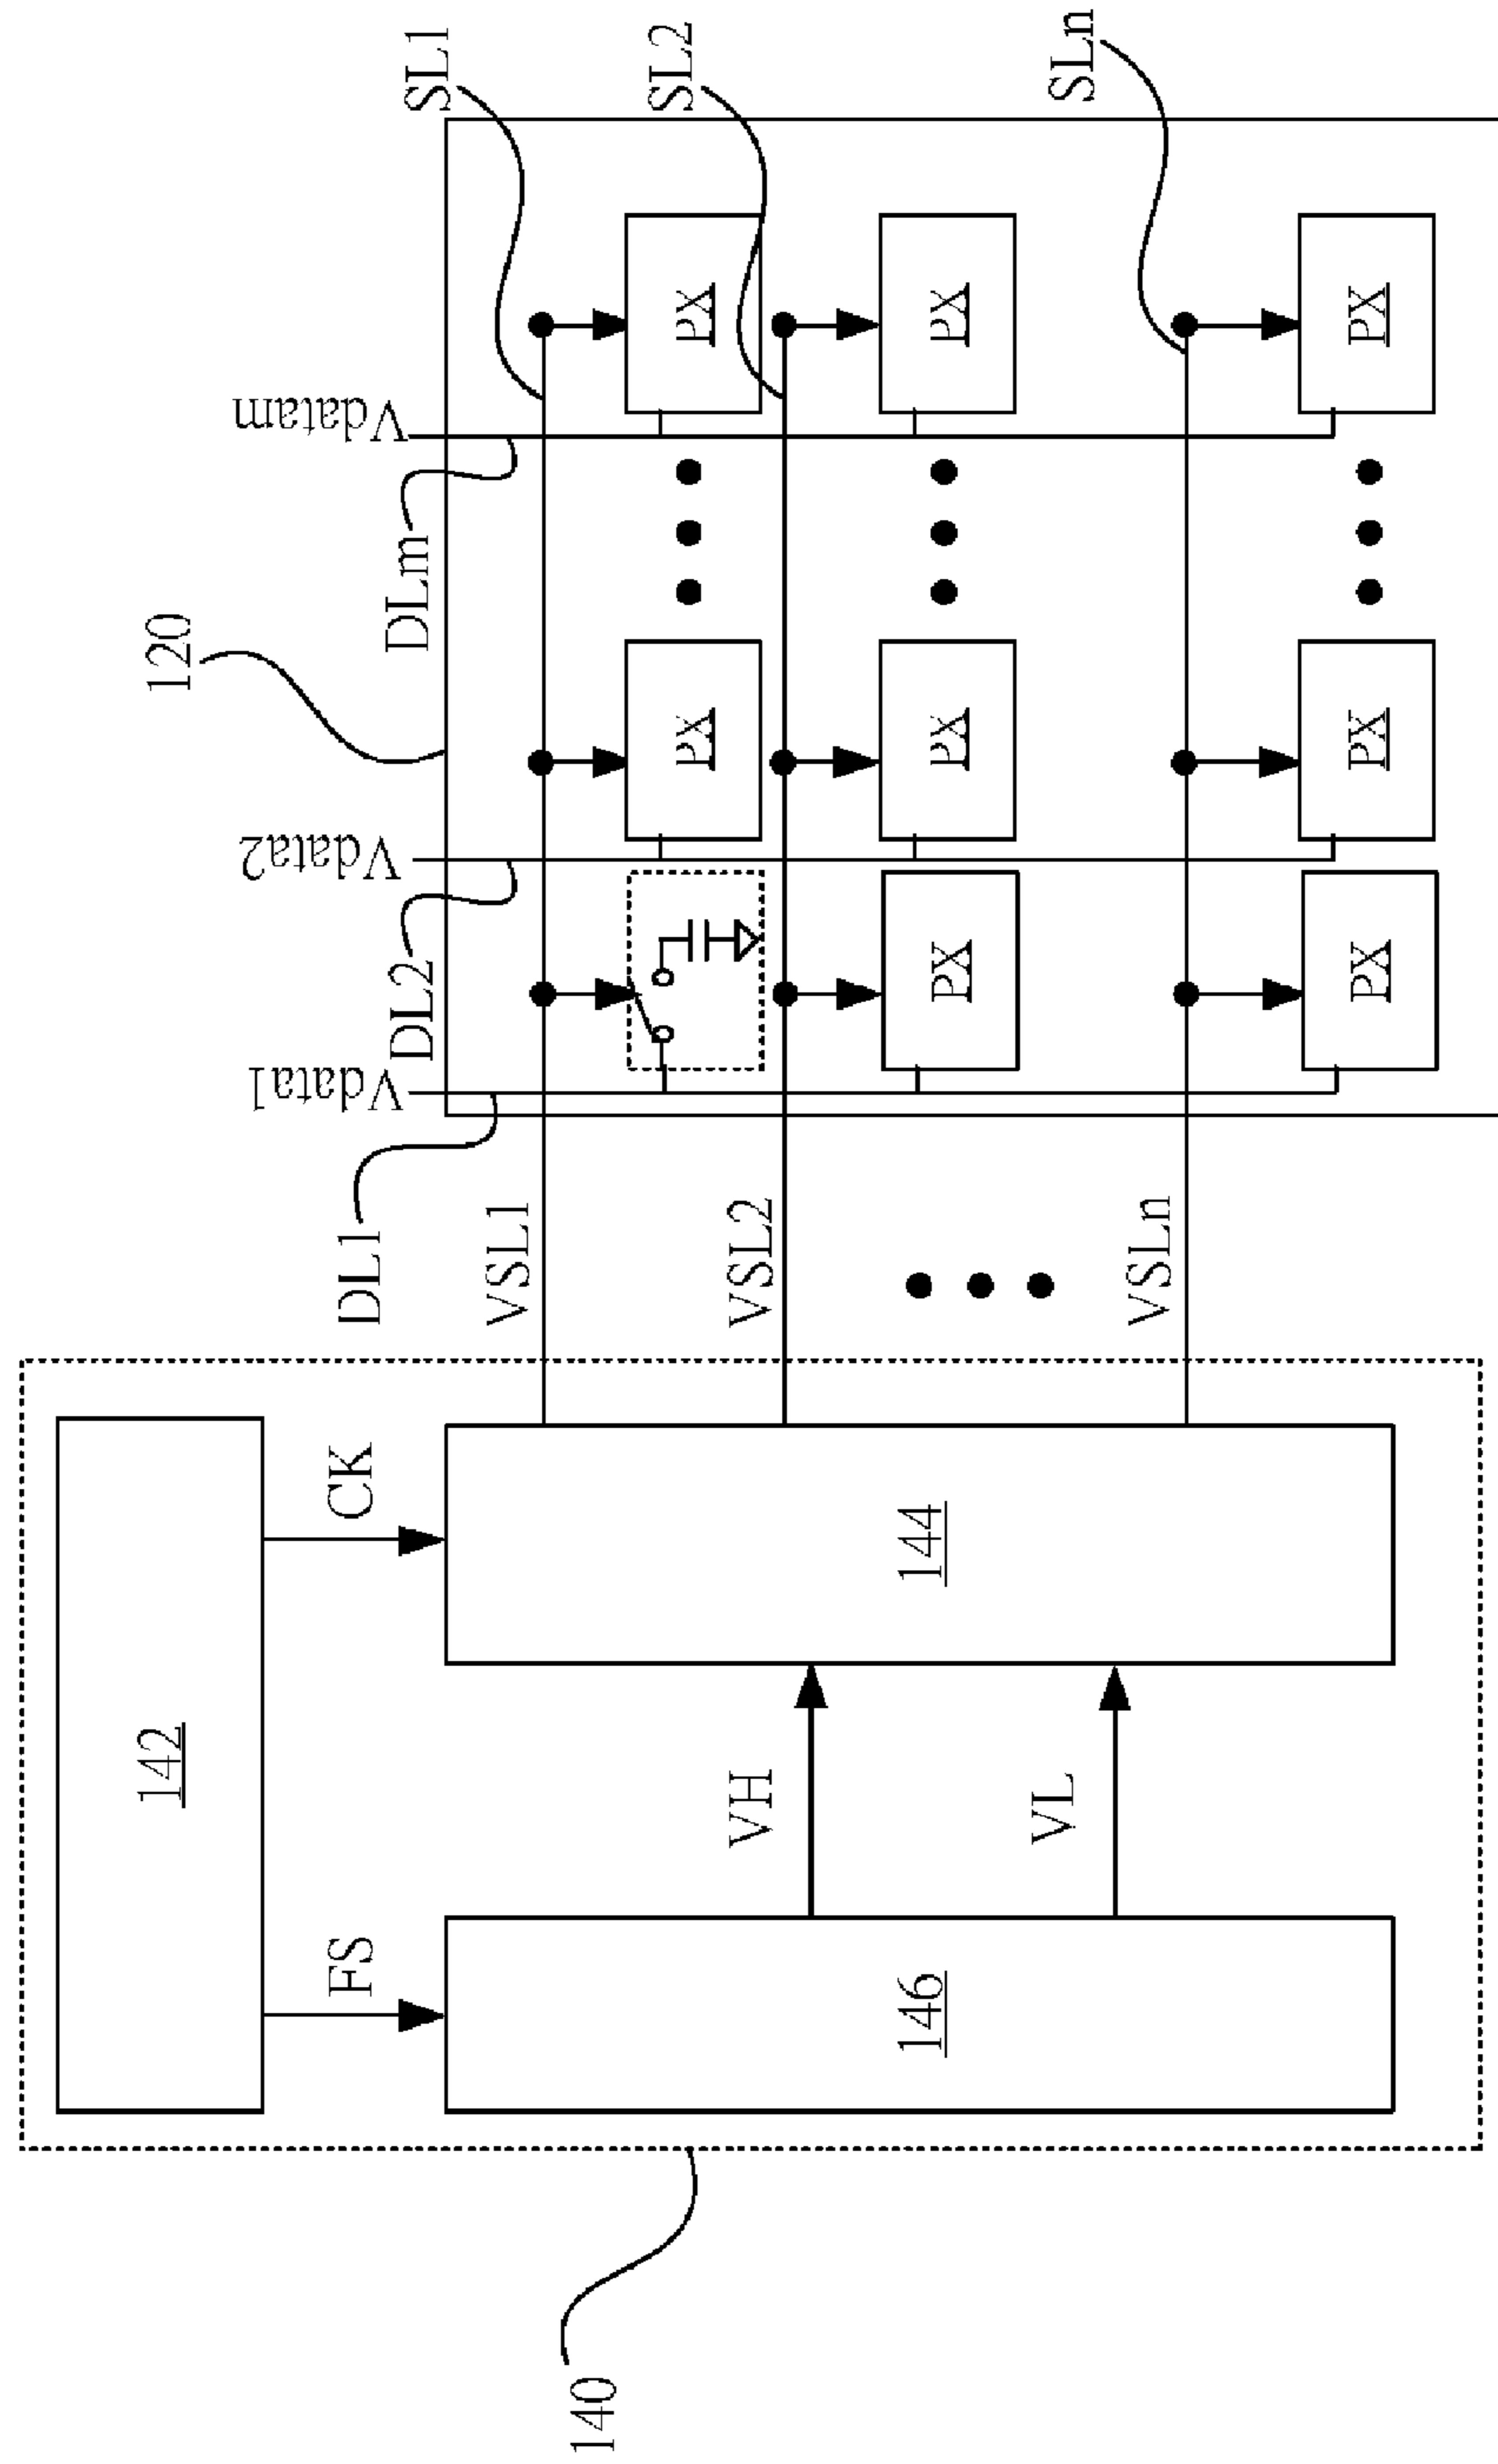 SL1
SL2
SLn
Vdatam
DLm
120
PX
PX
PX
PX
PX
PX
Vdata2
DL2
PX
PX
Vdata1
DL1
VSL1
VSL2
VSLn
CK
142
144
VH
VL
FS
146
140